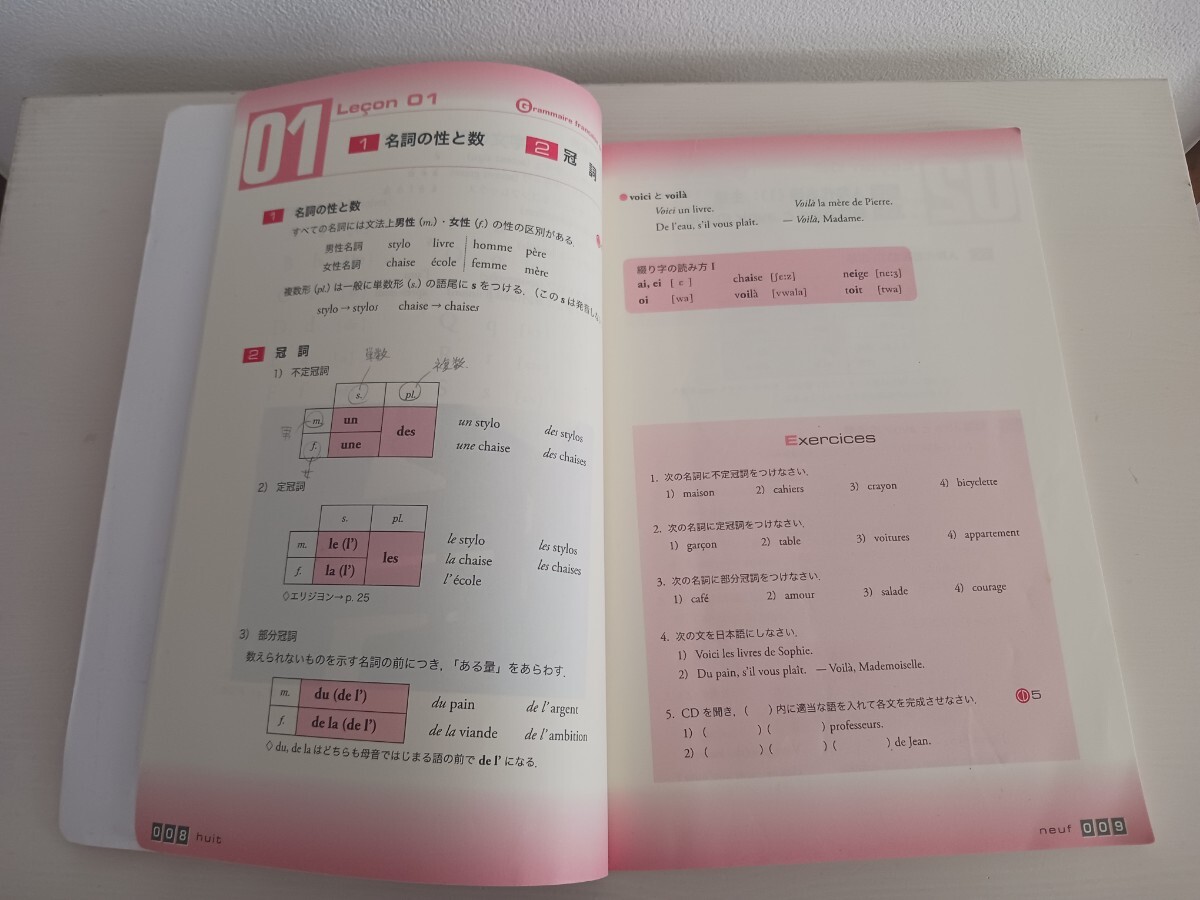 01
Leçon 01
Grammaire
1 名詞の性と数
2 冠詞
1 名詞の性と数
すべての名詞には文法上男性 (m.)・女性 (f.) の性の区別がある.
男性名詞 stylo livre homme père
女性名詞 chaise école femme mère
複数形 (pl.) は一般に単数形 (s.) の語尾に s をつける. (この s は発音しな
stylo → stylos chaise → chaises
2 冠詞
1) 不定冠詞
単数
複数
s. pl.
m. un des
f. une
男
女
un stylo des stylos
une chaise des chaises
2) 定冠詞
s. pl.
m. le (l') les
f. la (l')
le stylo les stylos
la chaise les chaises
l'école
◇エリジヨン→ p. 25
3) 部分冠詞
数えられないものを示す名詞の前につき,「ある量」をあらわす.
m. du (de l')
f. de la (de l')
du pain de l'argent
de la viande de l'ambition
◇ du, de la はどちらも母音ではじまる語の前で de l' になる.
008 huit
●voici と voilà
Voici un livre. Voilà la mère de Pierre.
De l'eau, s'il vous plaît. — Voilà, Madame.
綴り字の読み方 I
ai, ei [ɛ] chaise [ʃɛːz] neige [nɛːʒ]
oi [wa] voilà [vwala] toit [twa]
Exercices
1. 次の名詞に不定冠詞をつけなさい.
1) maison 2) cahiers 3) crayon 4) bicyclette
2. 次の名詞に定冠詞をつけなさい.
1) garçon 2) table 3) voitures 4) appartement
3. 次の名詞に部分冠詞をつけなさい.
1) café 2) amour 3) salade 4) courage
4. 次の文を日本語にしなさい.
1) Voici les livres de Sophie.
2) Du pain, s'il vous plaît. — Voilà, Mademoiselle.
5. CD を聞き, ( ) 内に適当な語を入れて各文を完成させなさい. CD 5
1) ( ) ( ) professeurs.
2) ( ) ( ) ( ) de Jean.
neuf 009